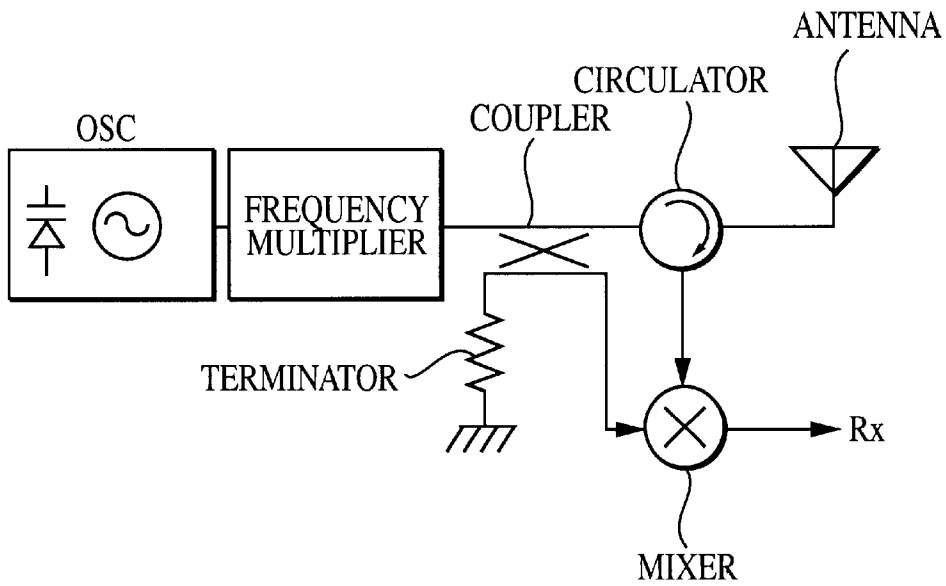 ANTENNA
CIRCULATOR
COUPLER
OSC
FREQUENCY
MULTIPLIER
TERMINATOR
Rx
MIXER